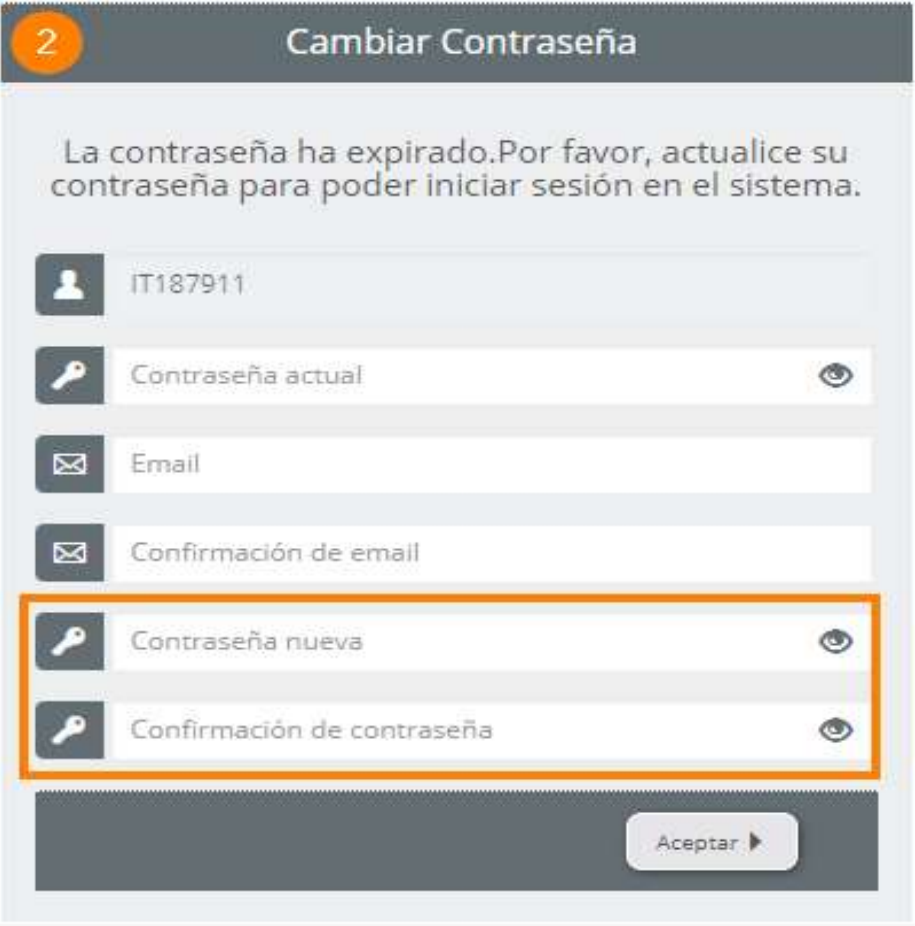 2
Cambiar Contraseña
La contraseña ha expirado.Por favor, actualice su
contraseña para poder iniciar sesión en el sistema.
IT187911
Contraseña actual
Email
Confirmación de email
Contraseña nueva
Confirmación de contraseña
Aceptar